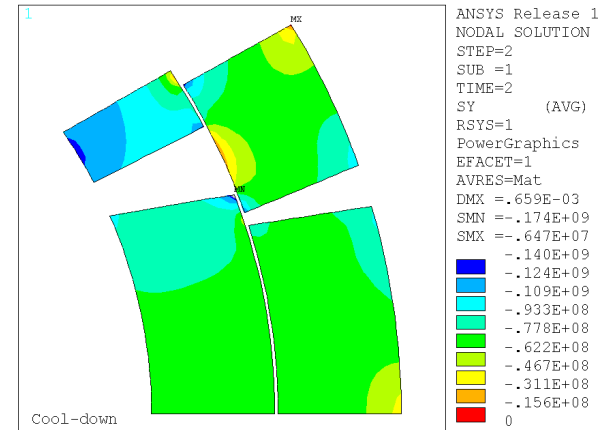 1
MX
MN
Cool-down
ANSYS Release 1
NODAL SOLUTION
STEP=2
SUB =1
TIME=2
SY (AVG)
RSYS=1
PowerGraphics
EFACET=1
AVRES=Mat
DMX =.659E-03
SMN =-.174E+09
SMX =-.647E+07
-.140E+09
-.124E+09
-.109E+09
-.933E+08
-.778E+08
-.622E+08
-.467E+08
-.311E+08
-.156E+08
0